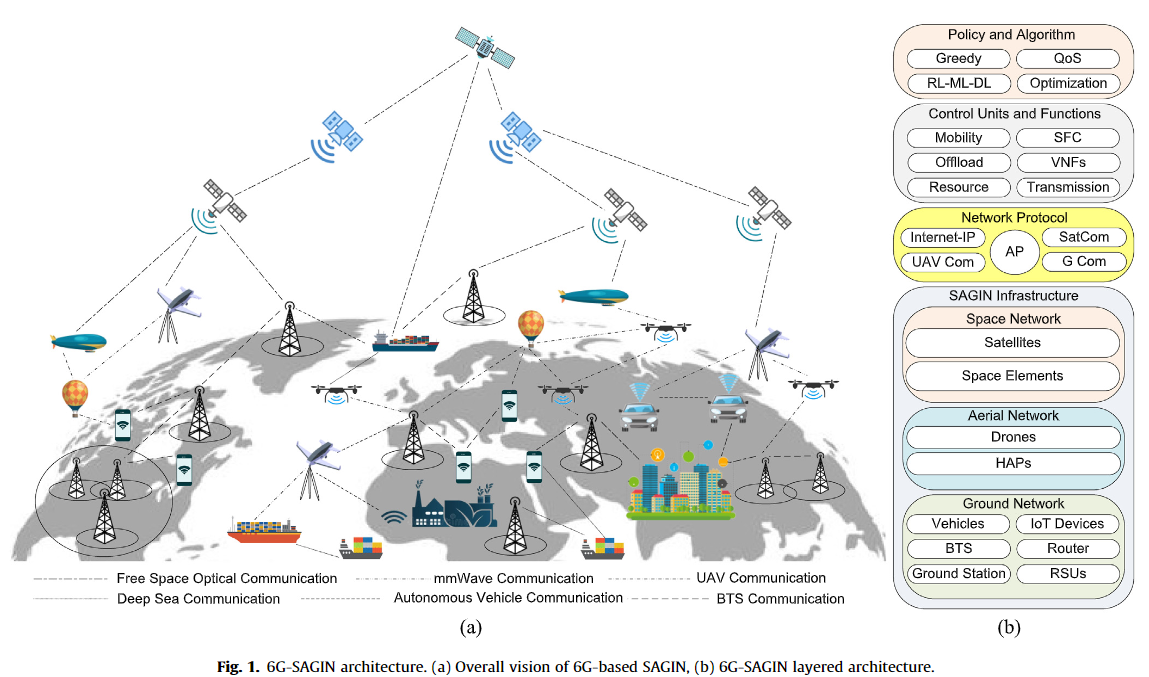 Policy and Algorithm
Greedy QoS
RL-ML-DL Optimization
Control Units and Functions
Mobility SFC
Offlload VNFs
Resource Transmission
Network Protocol
Internet-IP AP SatCom
UAV Com G Com
SAGIN Infrastructure
Space Network
Satellites
Space Elements
Aerial Network
Drones
HAPs
Ground Network
Vehicles IoT Devices
BTS Router
Ground Station RSUs
Free Space Optical Communication mmWave Communication UAV Communication
Deep Sea Communication Autonomous Vehicle Communication BTS Communication
(a) (b)
Fig. 1. 6G-SAGIN architecture. (a) Overall vision of 6G-based SAGIN, (b) 6G-SAGIN layered architecture.